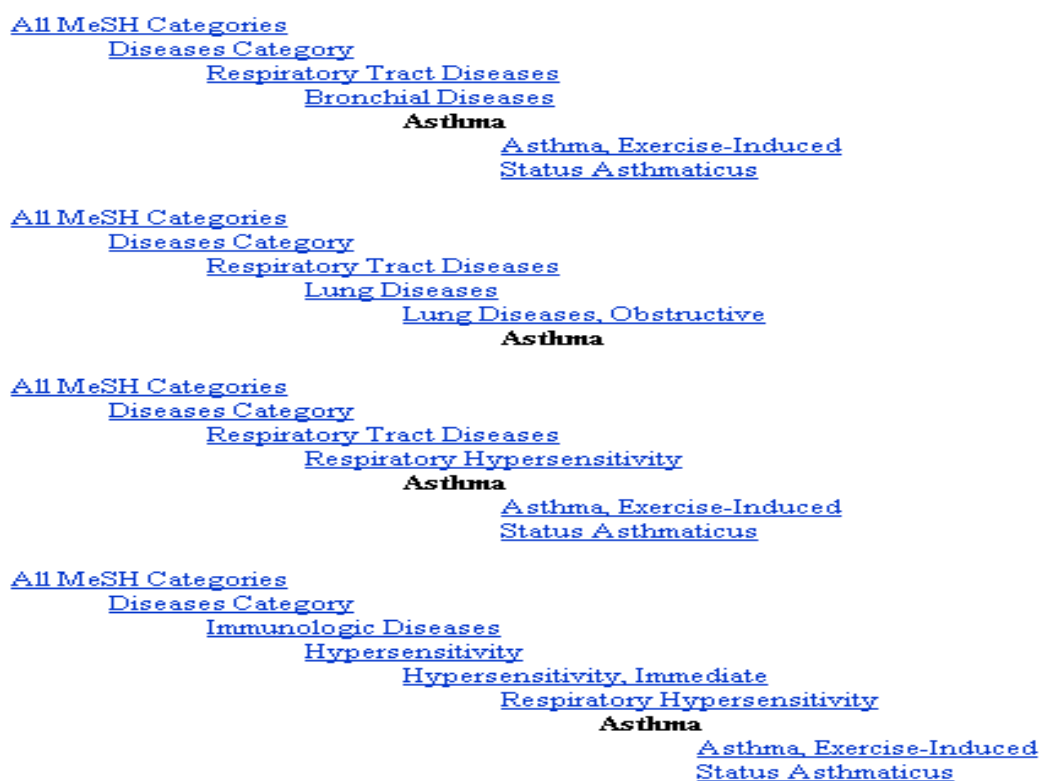 All MeSH Categories
Diseases Category
Respiratory Tract Diseases
Bronchial Diseases
Asthma
Asthma, Exercise-Induced
Status Asthmaticus
All MeSH Categories
Diseases Category
Respiratory Tract Diseases
Lung Diseases
Lung Diseases, Obstructive
Asthma
All MeSH Categories
Diseases Category
Respiratory Tract Diseases
Respiratory Hypersensitivity
Asthma
Asthma, Exercise-Induced
Status Asthmaticus
All MeSH Categories
Diseases Category
Immunologic Diseases
Hypersensitivity
Hypersensitivity, Immediate
Respiratory Hypersensitivity
Asthma
Asthma, Exercise-Induced
Status Asthmaticus